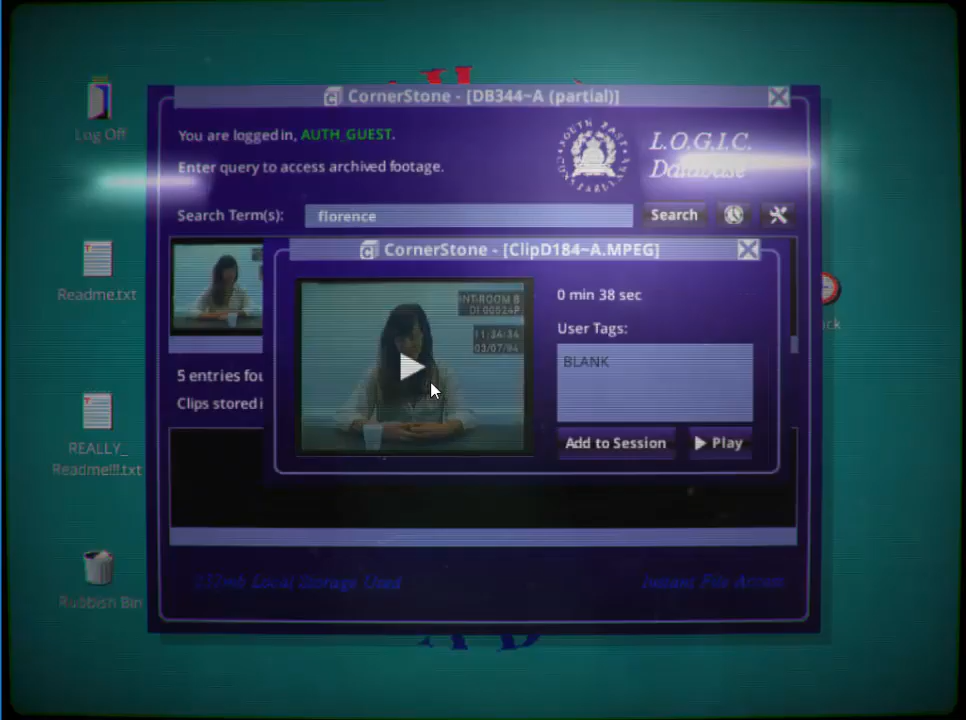 CornerStone - [DB344~A (partial)]
Log Off
You are logged in, AUTH_GUEST.
Enter query to access archived footage.
L.O.G.I.C.
Database
Search Term(s):
florence
Search
CornerStone - [ClipD184~A.MPEG]
Readme.txt
INT-ROOM B
11:24:34
03/07/94
0 min 38 sec
User Tags:
BLANK
5 entries fou
Clips stored i
REALLY_
Readme!!!.txt
Add to Session
Play
Local Storage Used
Instant File Access
Rubbish Bin